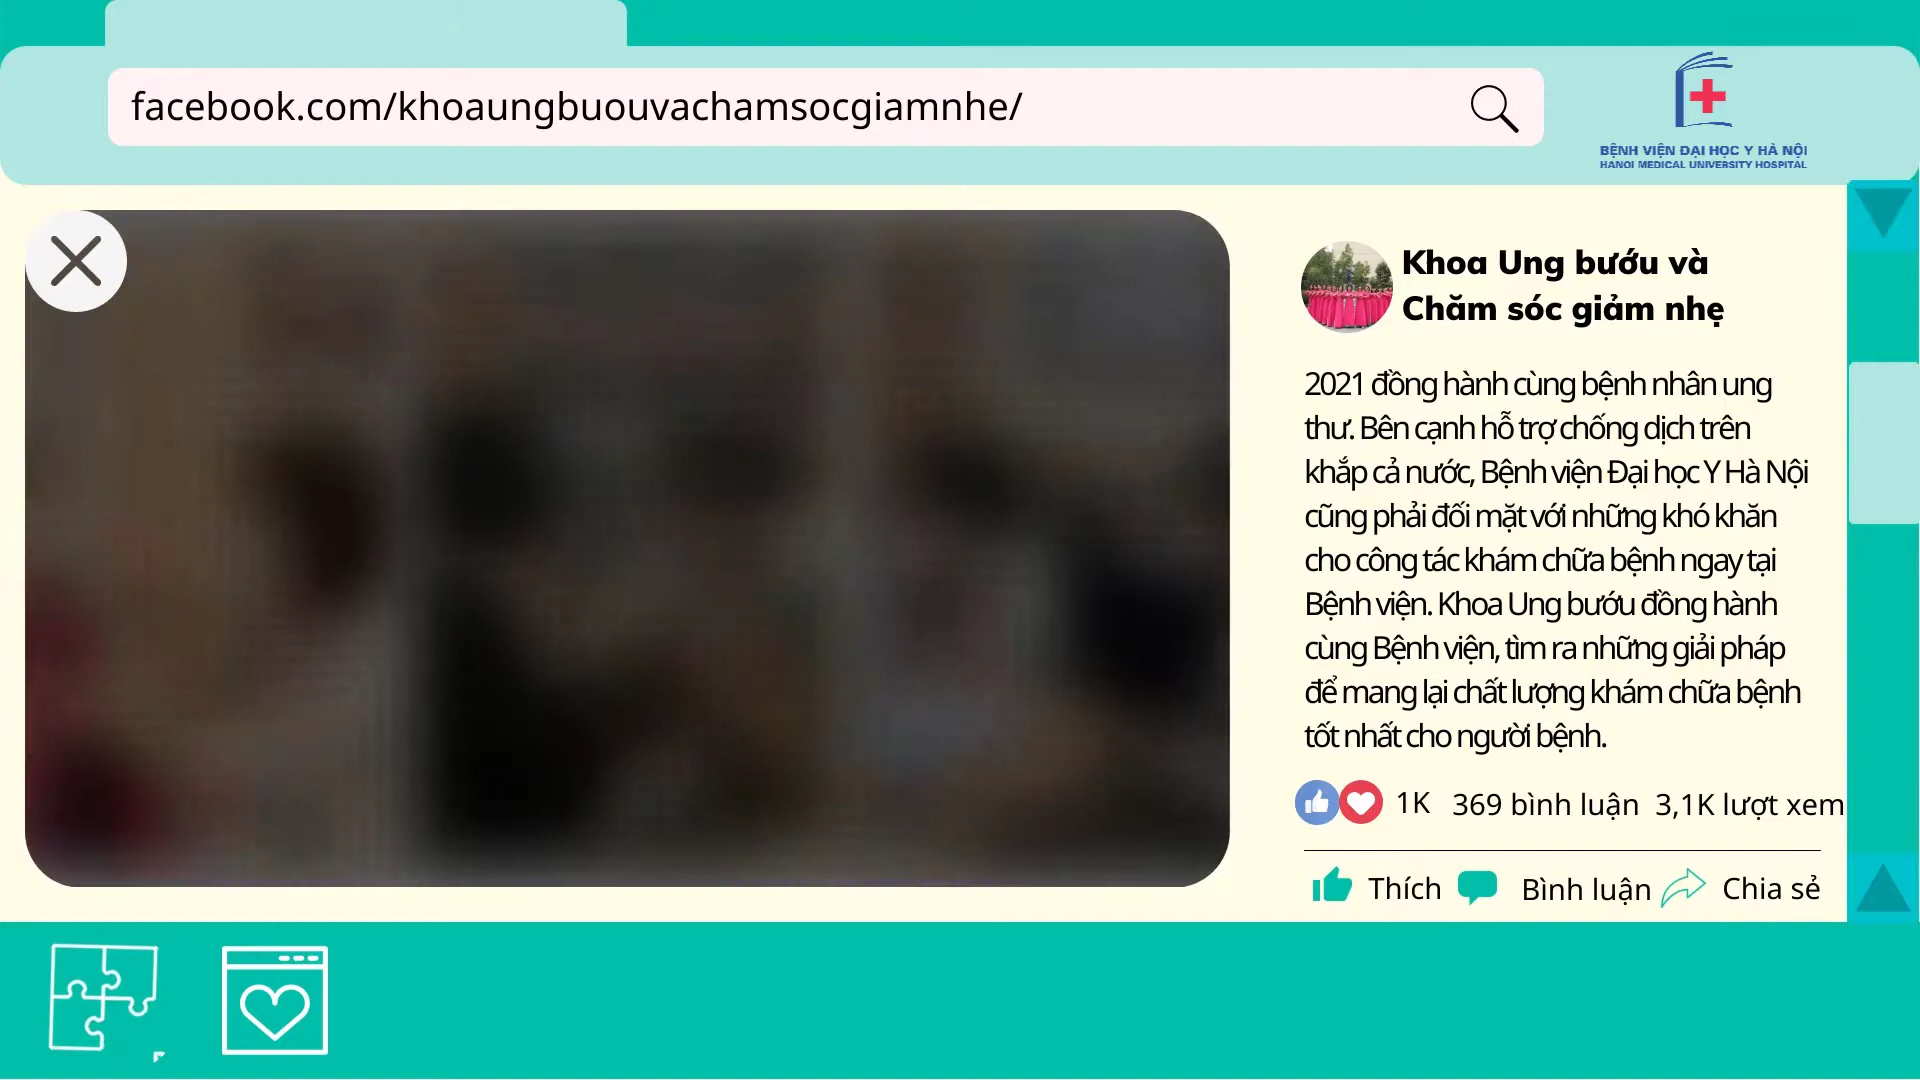 facebook.com/khoaungbuouvachamsocgiamnhe/
BỆNH VIỆN ĐẠI HỌC Y HÀ NỘI
HANOI MEDICAL UNIVERSITY HOSPITAL
Khoa Ung bướu và
Chăm sóc giảm nhẹ
2021 đồng hành cùng bệnh nhân ung
thư. Bên cạnh hỗ trợ chống dịch trên
khắp cả nước, Bệnh viện Đại học Y Hà Nội
cũng phải đối mặt với những khó khăn
cho công tác khám chữa bệnh ngay tại
Bệnh viện. Khoa Ung bướu đồng hành
cùng Bệnh viện, tìm ra những giải pháp
để mang lại chất lượng khám chữa bệnh
tốt nhất cho người bệnh.
1K 369 bình luận 3,1K lượt xem
Thích Bình luận Chia sẻ